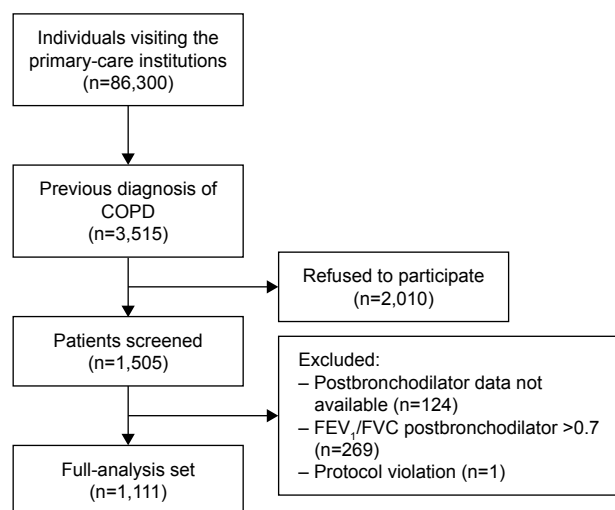 Individuals visiting the
primary-care institutions
(n=86,300)
Previous diagnosis of
COPD
(n=3,515)
Refused to participate
(n=2,010)
Patients screened
(n=1,505)
Excluded:
– Postbronchodilator data not
available (n=124)
– FEV₁/FVC postbronchodilator >0.7
(n=269)
– Protocol violation (n=1)
Full-analysis set
(n=1,111)